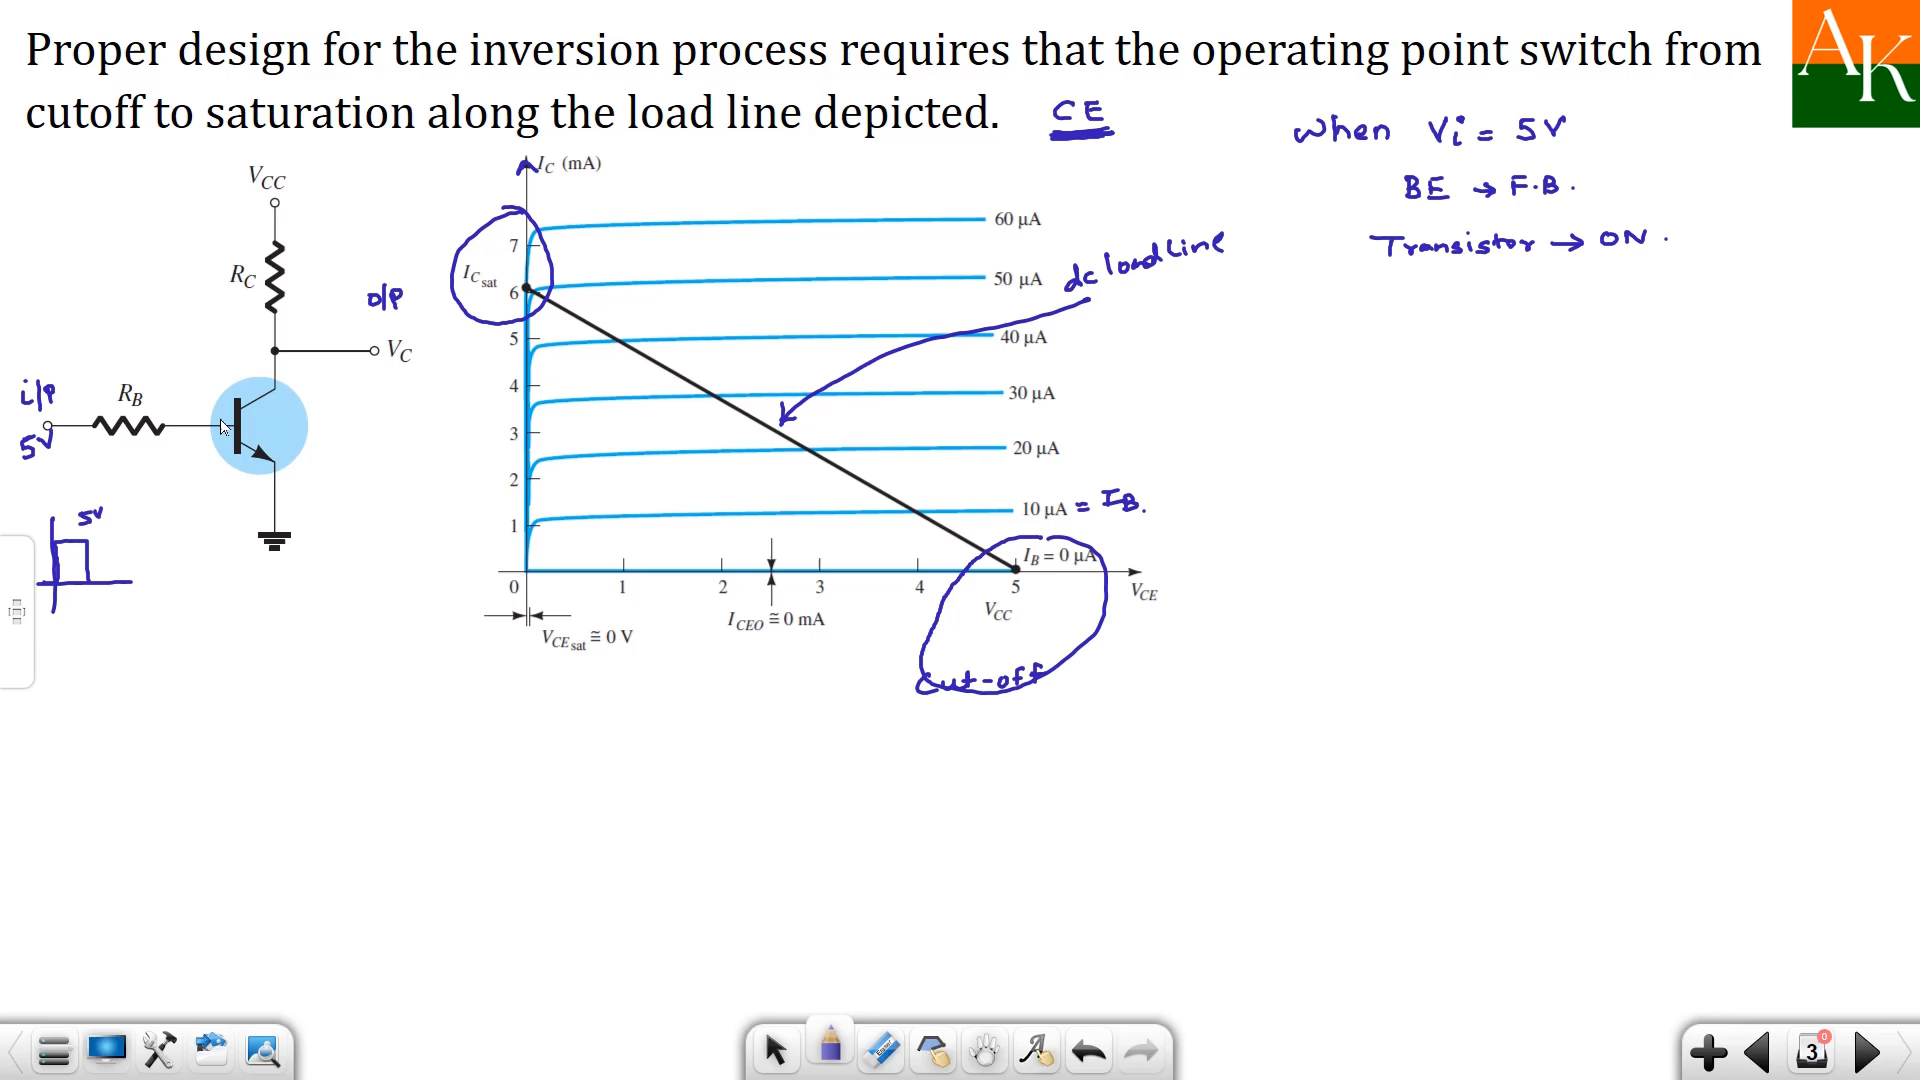 Proper design for the inversion process requires that the operating point switch from
cutoff to saturation along the load line depicted.
CE
AK
When Vi = 5V
BE → F.B.
Transistor → ON.
VCC
RC
o/p
VC
i/p
RB
5V
5V
IC (mA)
7
ICsat
6
5
4
3
2
1
0
1
2
3
4
5
60 µA
50 µA
40 µA
30 µA
20 µA
10 µA = IB.
IB = 0 µA
dc load Line
VCE
VCC
ICEO ≅ 0 mA
VCEsat ≅ 0 V
Cut-off
Eraser
A
3
0